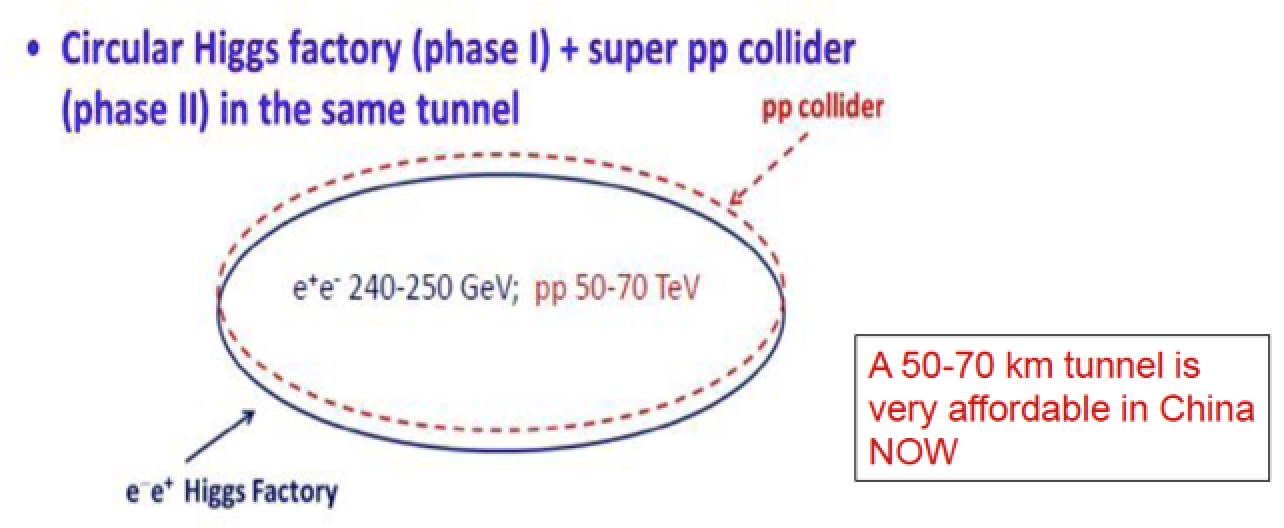 • Circular Higgs factory (phase I) + super pp collider
(phase II) in the same tunnel
pp collider
e⁺e⁻ 240-250 GeV; pp 50-70 TeV
A 50-70 km tunnel is
very affordable in China
NOW
e⁻e⁺ Higgs Factory